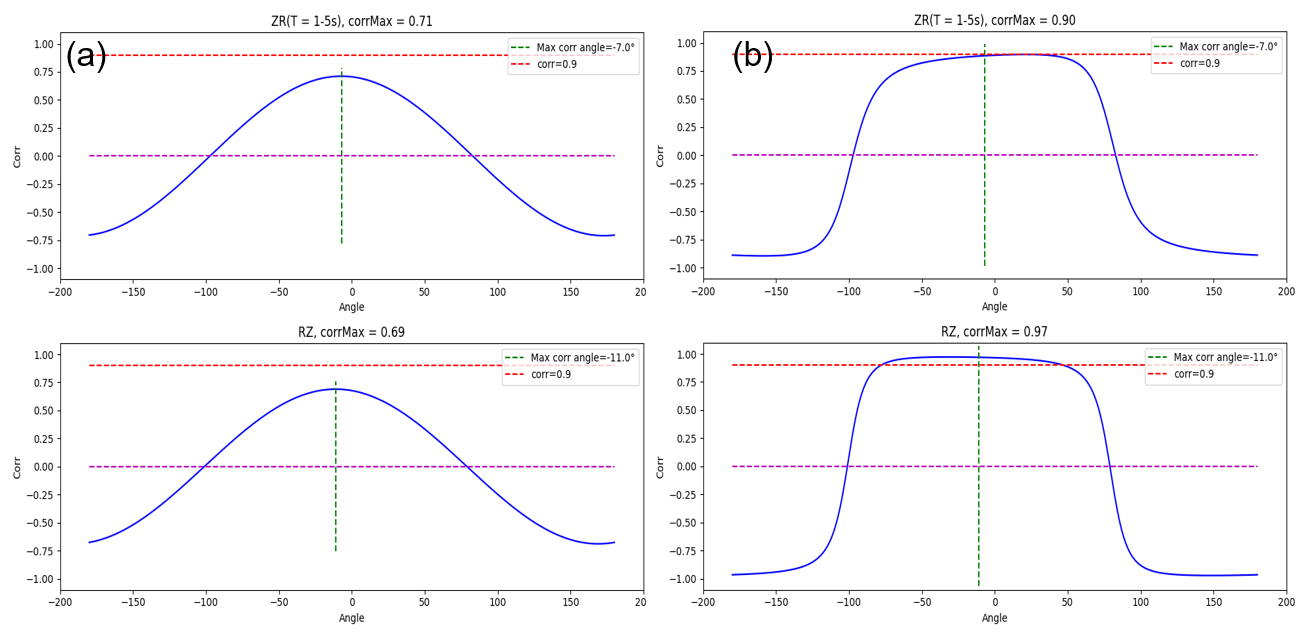 ZR(T = 1-5s), corrMax = 0.71
(a)
Max corr angle=-7.0°
corr=0.9
1.00
0.75
0.50
0.25
0.00
−0.25
−0.50
−0.75
−1.00
Corr
−200 −150 −100 −50 0 50 100 150 20
Angle
ZR(T = 1-5s), corrMax = 0.90
(b)
Max corr angle=-7.0°
corr=0.9
1.00
0.75
0.50
0.25
0.00
−0.25
−0.50
−0.75
−1.00
Corr
−200 −150 −100 −50 0 50 100 150 200
Angle
RZ, corrMax = 0.69
Max corr angle=-11.0°
corr=0.9
1.00
0.75
0.50
0.25
0.00
−0.25
−0.50
−0.75
−1.00
Corr
−200 −150 −100 −50 0 50 100 150 20
Angle
RZ, corrMax = 0.97
Max corr angle=-11.0°
corr=0.9
1.00
0.75
0.50
0.25
0.00
−0.25
−0.50
−0.75
−1.00
Corr
−200 −150 −100 −50 0 50 100 150 200
Angle